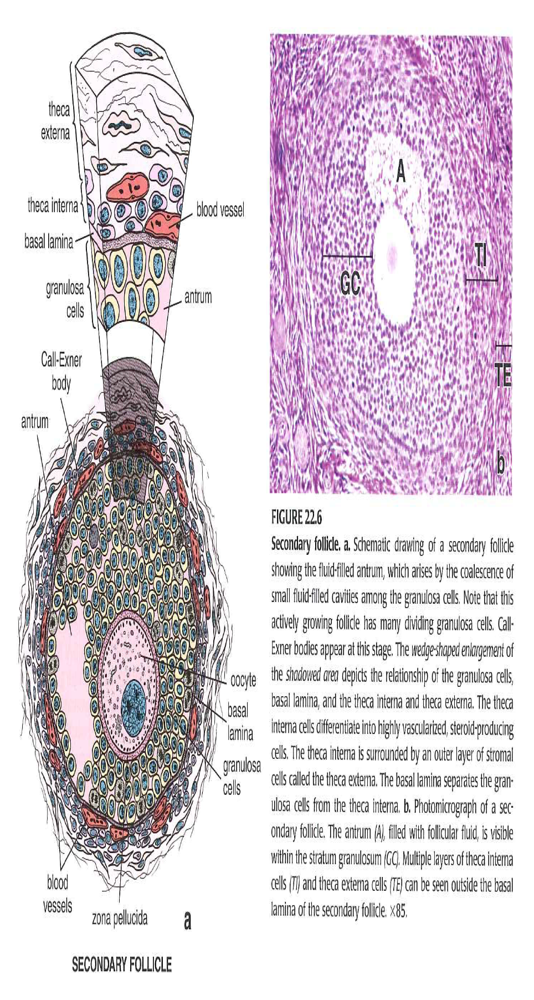 theca
externa
theca interna
blood vessel
basal lamina
granulosa
cells
antrum
Call-Exner
body
antrum
oocyte
basal
lamina
granulosa
cells
blood
vessels
zona pellucida
a
SECONDARY FOLLICLE
A
TI
GC
TE
b
FIGURE 22.6
Secondary follicle. a. Schematic drawing of a secondary follicle
showing the fluid-filled antrum, which arises by the coalescence of
small fluid-filled cavities among the granulosa cells. Note that this
actively growing follicle has many dividing granulosa cells. Call-
Exner bodies appear at this stage. The wedge-shaped enlargement of
the shadowed area depicts the relationship of the granulosa cells,
basal lamina, and the theca interna and theca externa. The theca
interna cells differentiate into highly vascularized, steroid-producing
cells. The theca interna is surrounded by an outer layer of stromal
cells called the theca externa. The basal lamina separates the gran-
ulosa cells from the theca interna. b. Photomicrograph of a sec-
ondary follicle. The antrum (A), filled with follicular fluid, is visible
within the stratum granulosum (GC). Multiple layers of theca interna
cells (TI) and theca externa cells (TE) can be seen outside the basal
lamina of the secondary follicle. ×85.